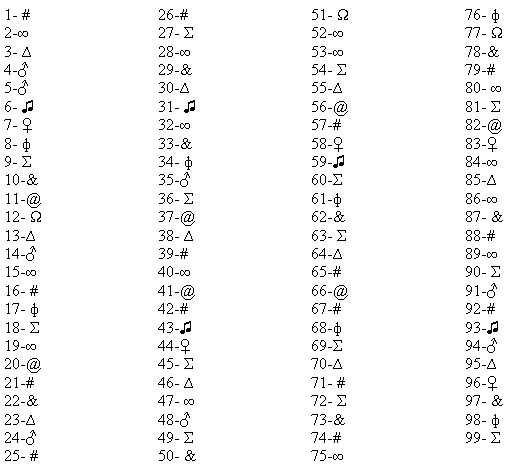 1- # 26-# 51- Ω 76- ф
2-∞ 27- Σ 52- ∞ 77- Ω
3- Δ 28-∞ 53- ∞ 78-&
4-♂ 29-& 54- Σ 79-#
5-♂ 30-Δ 55-Δ 80- ∞
6- ♫ 31- ♫ 56-@ 81- Σ
7- ♀ 32-∞ 57-# 82-@
8- ф 33-& 58-♀ 83-♀
9- Σ 34- ф 59-♫ 84-∞
10-& 35-♂ 60-Σ 85-Δ
11-@ 36- Σ 61-ф 86-∞
12- Ω 37-@ 62-& 87- &
13-Δ 38- Δ 63- Σ 88-#
14-♂ 39-# 64-Δ 89-∞
15-∞ 40-∞ 65-# 90- Σ
16- # 41-@ 66-@ 91-♂
17- ф 42-# 67-# 92-#
18- Σ 43-♫ 68-ф 93-♫
19-∞ 44-♀ 69-Σ 94-♂
20-@ 45- Σ 70-Δ 95-Δ
21-# 46- Δ 71- # 96-♀
22-& 47- ∞ 72- Σ 97-&
23-Δ 48-♂ 73-& 98-ф
24-♂ 49- Σ 74-# 99-Σ
25- # 50- & 75-∞